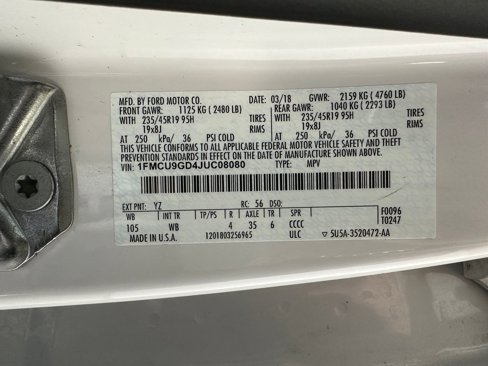 MFD. BY FORD MOTOR CO. DATE: 03/18 GVWR: 2159 KG ( 4760 LB)
FRONT GAWR: 1125 KG ( 2480 LB) REAR GAWR: 1040 KG ( 2293 LB)
WITH 235/45R19 95H TIRES WITH 235/45R19 95H TIRES
19x8J RIMS 19x8J RIMS
AT 250 kPa/ 36 PSI COLD AT 250 kPa/ 36 PSI COLD
THIS VEHICLE CONFORMS TO ALL APPLICABLE FEDERAL MOTOR VEHICLE SAFETY AND THEFT
PREVENTION STANDARDS IN EFFECT ON THE DATE OF MANUFACTURE SHOWN ABOVE.
VIN: 1FMCU9GD4JUC08080 TYPE: MPV
EXT PNT: YZ RC: 56 DSO: F0096
WB INT TR TP/PS R AXLE TR SPR T0247
105 WB 4 35 6 CCCC
MADE IN U.S.A. 1201803256965 ULC ▽ 5U5A-3520472-AA